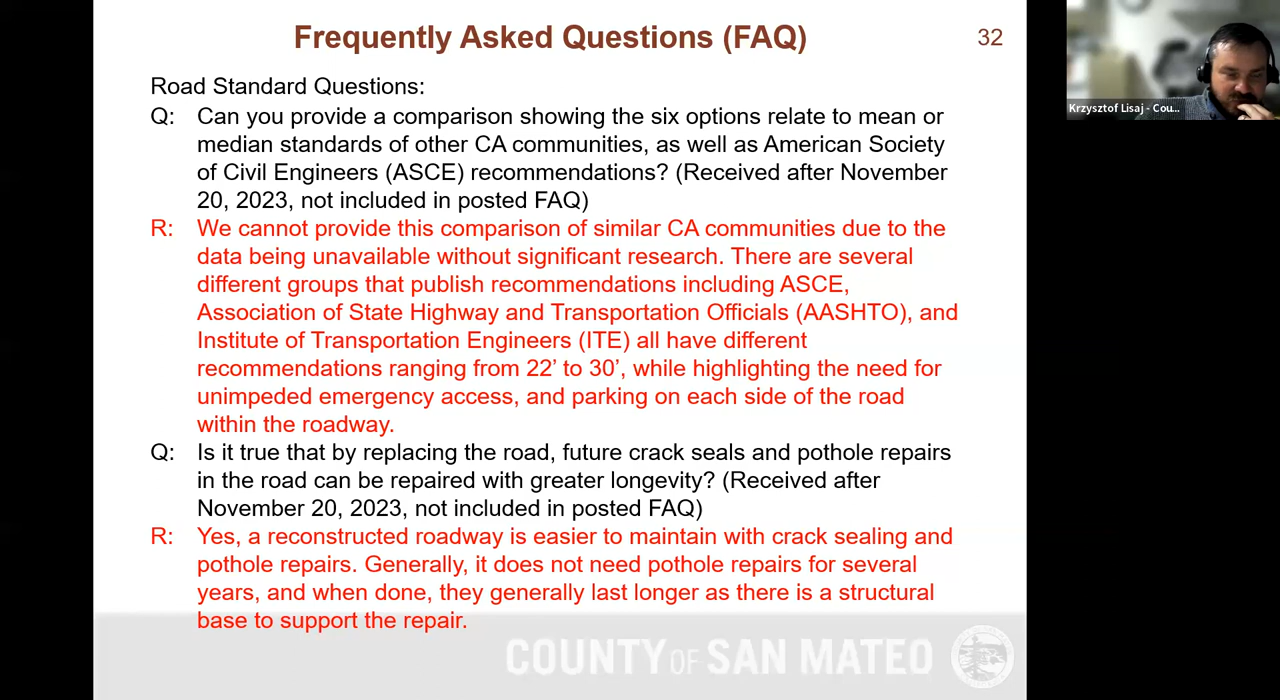 Frequently Asked Questions (FAQ)
32
Road Standard Questions:
Q: Can you provide a comparison showing the six options relate to mean or
median standards of other CA communities, as well as American Society
of Civil Engineers (ASCE) recommendations? (Received after November
20, 2023, not included in posted FAQ)
R: We cannot provide this comparison of similar CA communities due to the
data being unavailable without significant research. There are several
different groups that publish recommendations including ASCE,
Association of State Highway and Transportation Officials (AASHTO), and
Institute of Transportation Engineers (ITE) all have different
recommendations ranging from 22’ to 30’, while highlighting the need for
unimpeded emergency access, and parking on each side of the road
within the roadway.
Q: Is it true that by replacing the road, future crack seals and pothole repairs
in the road can be repaired with greater longevity? (Received after
November 20, 2023, not included in posted FAQ)
R: Yes, a reconstructed roadway is easier to maintain with crack sealing and
pothole repairs. Generally, it does not need pothole repairs for several
years, and when done, they generally last longer as there is a structural
base to support the repair.
COUNTY OF SAN MATEO
Krzysztof Lisaj - Cou...